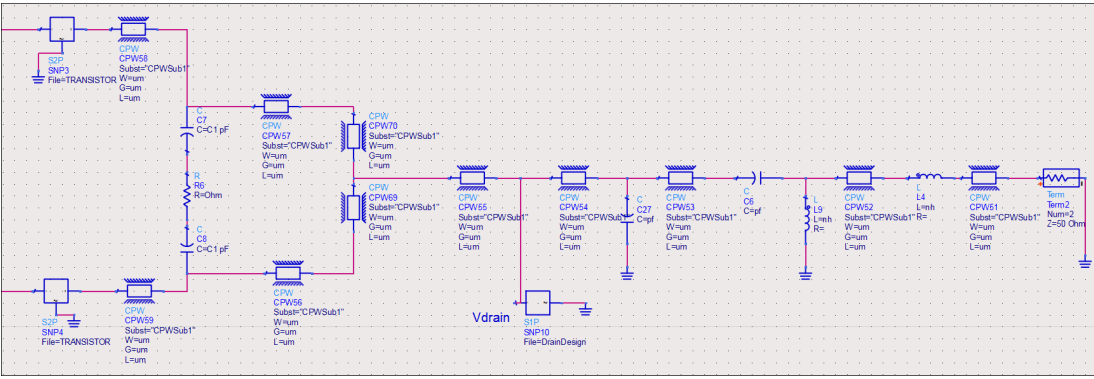 S2P
SNP3
File=TRANSISTOR
CPW
CPW58
Subst="CPWSub1"
W=um
G=um
L=um
C
C7
C=C1 pF
R
R6
R=Ohm
C
C8
C=C1 pF
S2P
SNP4
File=TRANSISTOR
CPW
CPW59
Subst="CPWSub1"
W=um
G=um
L=um
CPW
CPW57
Subst="CPWSub1"
W=um
G=um
L=um
CPW
CPW70
Subst="CPWSub1"
W=um
G=um
L=um
CPW
CPW69
Subst="CPWSub1"
W=um
G=um
L=um
CPW
CPW56
Subst="CPWSub1"
W=um
G=um
L=um
CPW
CPW55
Subst="CPWSub1"
W=um
G=um
L=um
Vdrain
S1P
SNP10
File=DrainDesign
CPW
CPW54
Subst="CPWSub1"
W=um
G=um
L=um
C
C27
C=pf
CPW
CPW53
Subst="CPWSub1"
W=um
G=um
L=um
C
C6
C=pf
L
L9
L=nh
R=
CPW
CPW52
Subst="CPWSub1"
W=um
G=um
L=um
L
L4
L=nh
R=
CPW
CPW51
Subst="CPWSub1"
W=um
G=um
L=um
Term
Term2
Num=2
Z=50 Ohm